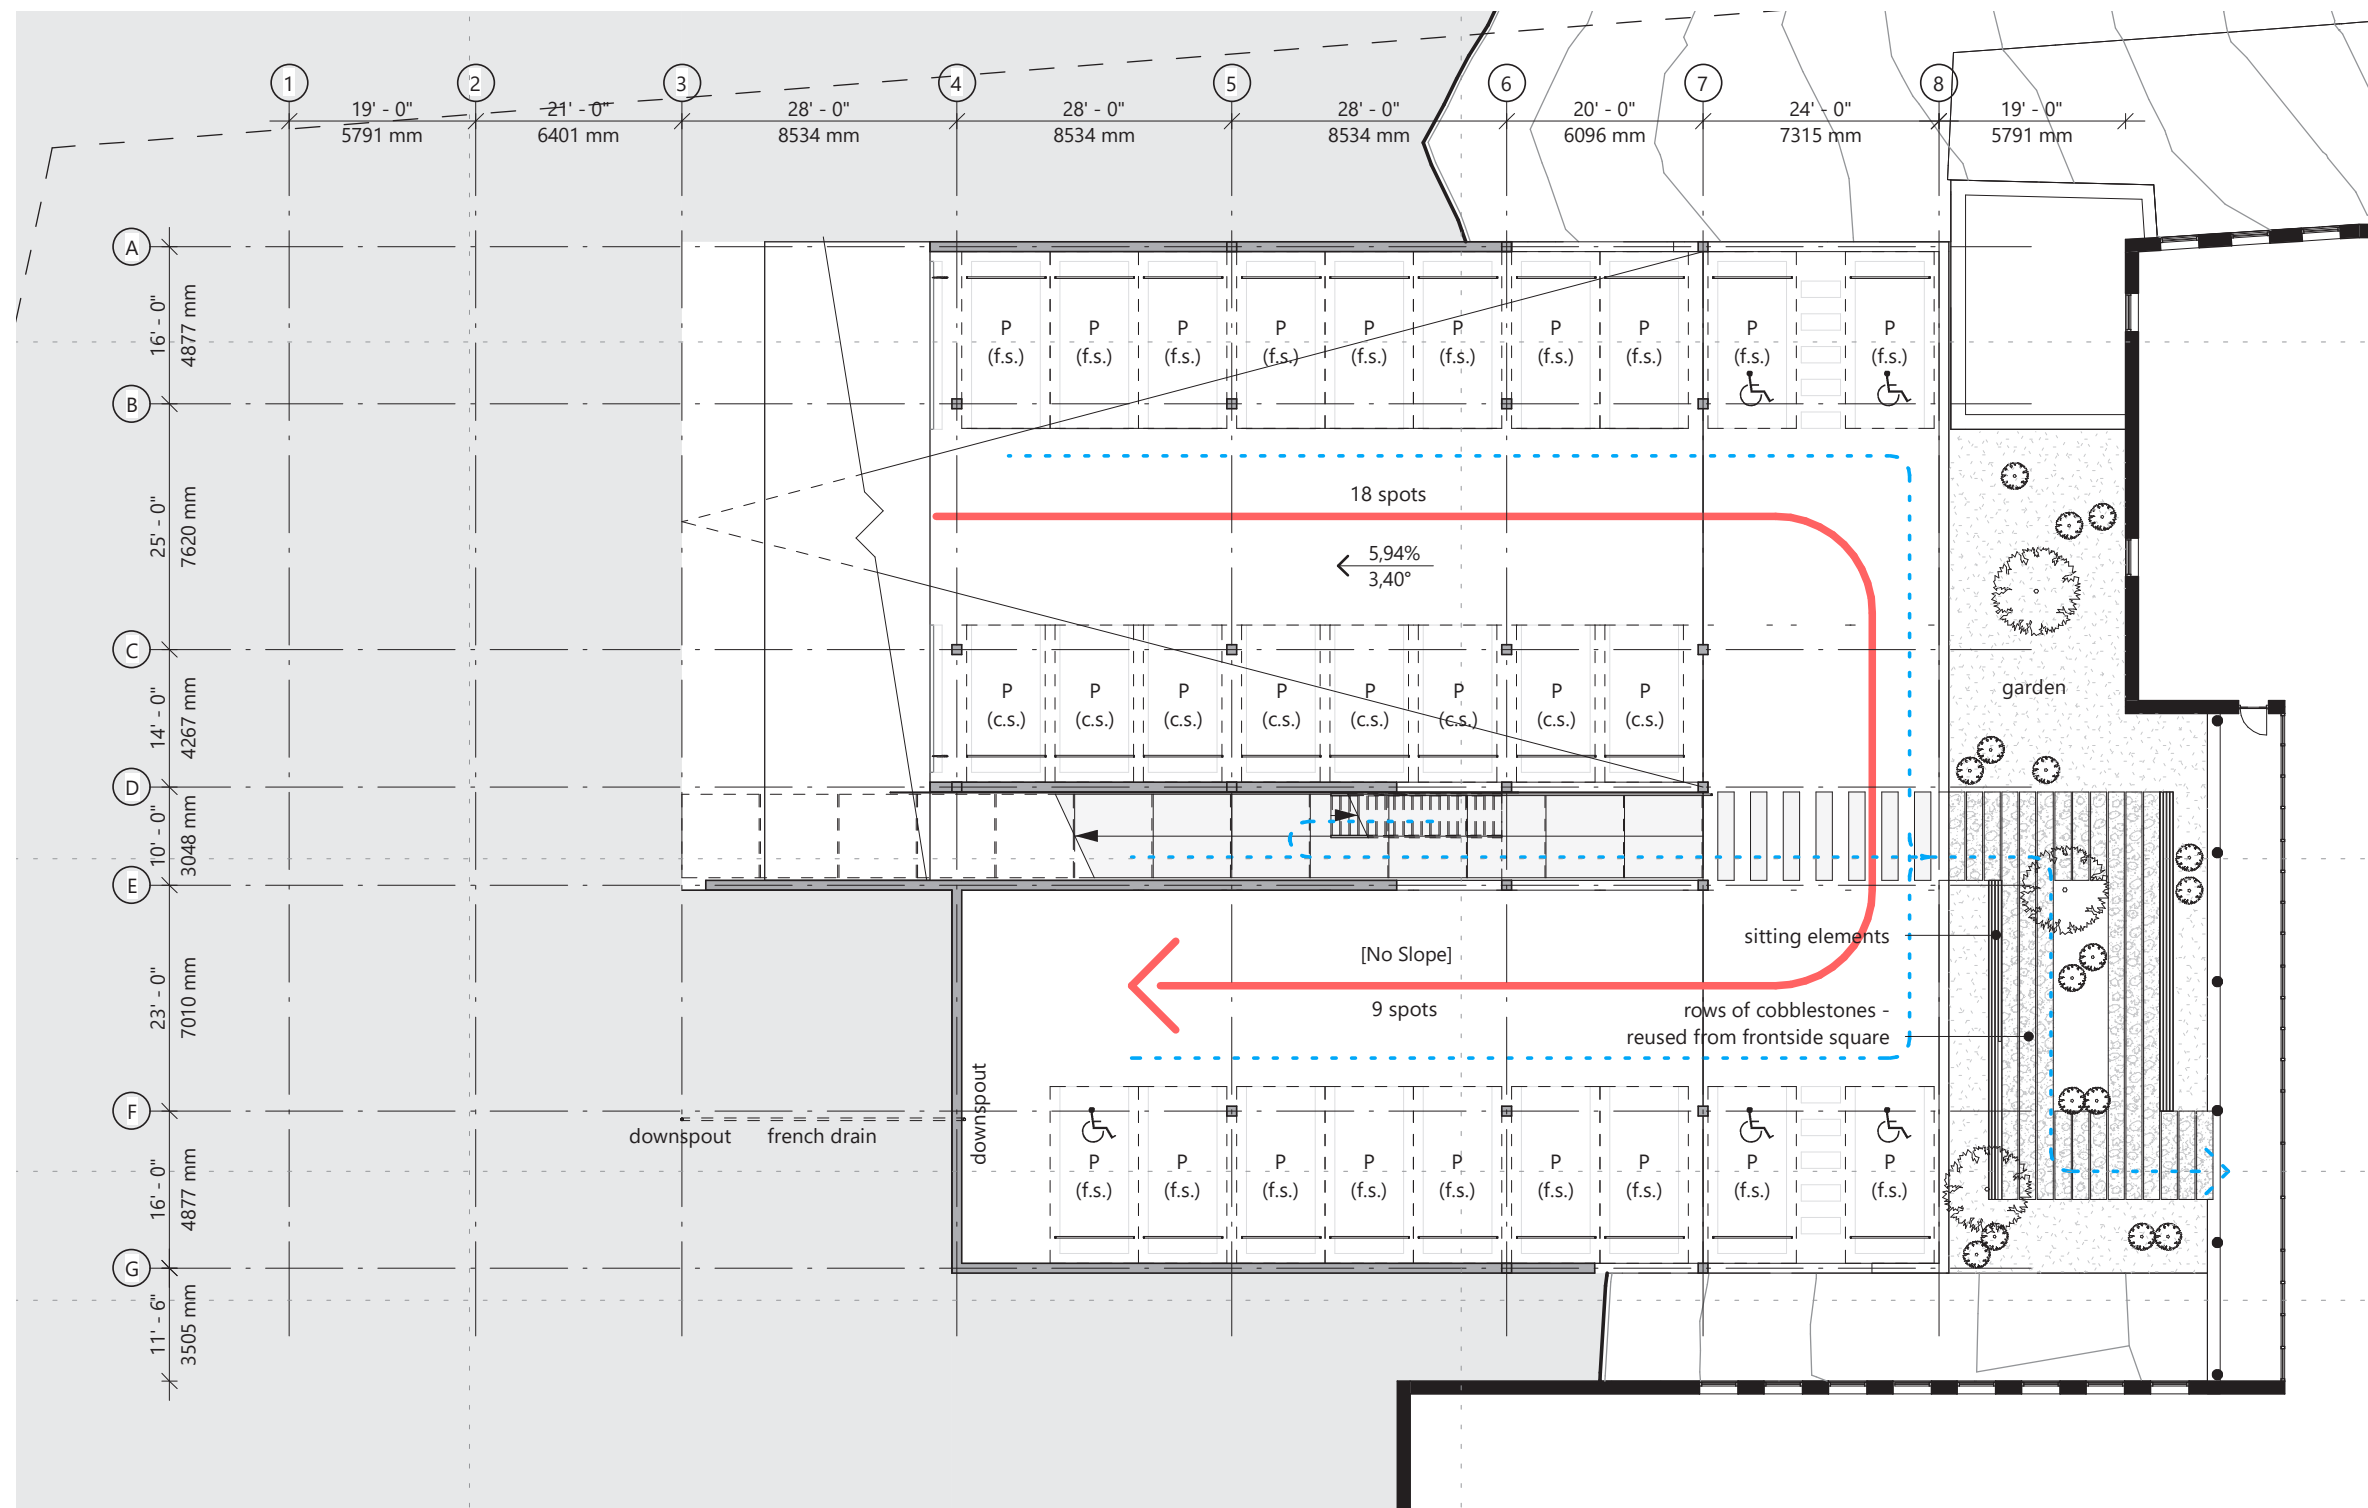 1 2 3 4 5 6 7 8
19' - 0" 21' - 0" 28' - 0" 28' - 0" 28' - 0" 20' - 0" 24' - 0" 19' - 0"
5791 mm 6401 mm 8534 mm 8534 mm 8534 mm 6096 mm 7315 mm 5791 mm
A
16' - 0"
4877 mm
P P P P P P P P P P
(f.s.) (f.s.) (f.s.) (f.s.) (f.s.) (f.s.) (f.s.) (f.s.) (f.s.) (f.s.)
B
25' - 0"
7620 mm
18 spots
5,94%
3,40°
C
14' - 0"
4267 mm
P P P P P P P P
(c.s.) (c.s.) (c.s.) (c.s.) (c.s.) (c.s.) (c.s.) (c.s.)
garden
D
10' - 0"
3048 mm
E
23' - 0"
7010 mm
[No Slope]
sitting elements
9 spots
rows of cobblestones -
reused from frontside square
F
downspout
french drain
downspout
16' - 0"
4877 mm
P P P P P P P P P
(f.s.) (f.s.) (f.s.) (f.s.) (f.s.) (f.s.) (f.s.) (f.s.) (f.s.)
G
11' - 6"
3505 mm